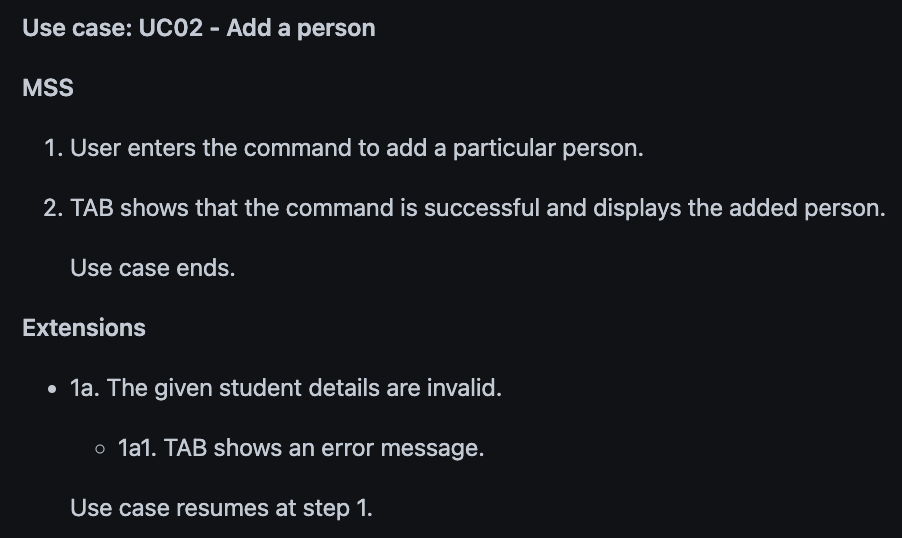 Use case: UC02 - Add a person
MSS
1. User enters the command to add a particular person.
2. TAB shows that the command is successful and displays the added person.
Use case ends.
Extensions
• 1a. The given student details are invalid.
○ 1a1. TAB shows an error message.
Use case resumes at step 1.